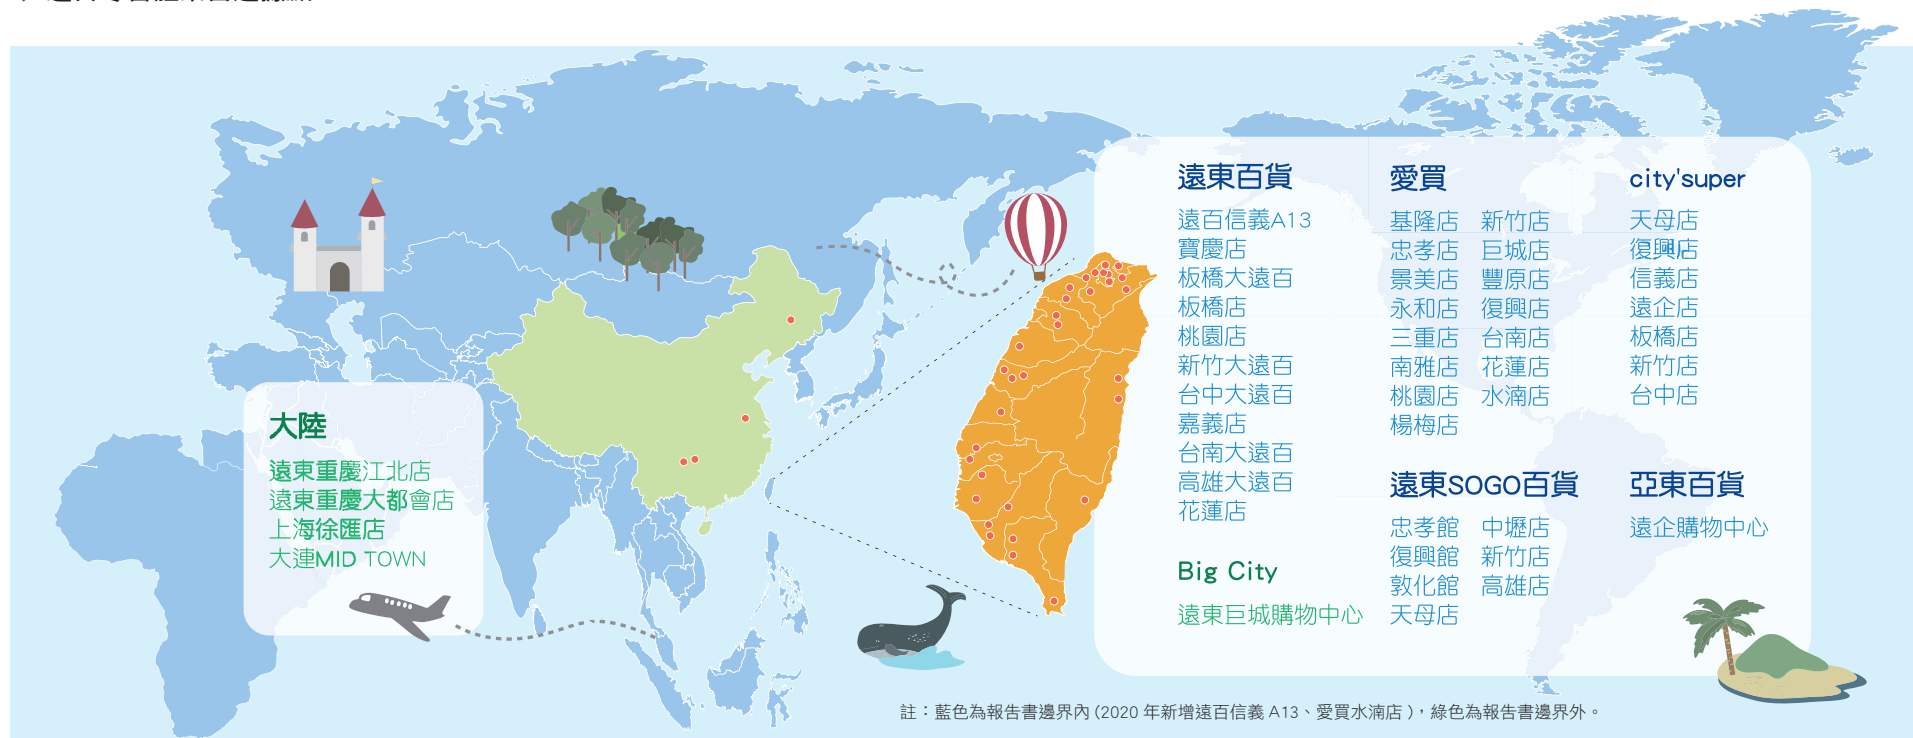 大陸
遠東重慶江北店
遠東重慶大都會店
上海徐匯店
大連MID TOWN
遠東百貨
遠百信義A13
寶慶店
板橋大遠百
板橋店
桃園店
新竹大遠百
台中大遠百
嘉義店
台南大遠百
高雄大遠百
花蓮店
Big City
遠東巨城購物中心
愛買
基隆店 新竹店
忠孝店 巨城店
景美店 豐原店
永和店 復興店
三重店 台南店
南雅店 花蓮店
桃園店 水湳店
楊梅店
遠東SOGO百貨
忠孝館 中壢店
復興館 新竹店
敦化館 高雄店
天母店
city'super
天母店
復興店
信義店
遠企店
板橋店
新竹店
台中店
亞東百貨
遠企購物中心
註：藍色為報告書邊界內 (2020 年新增遠百信義 A13、愛買水湳店 )，綠色為報告書邊界外。